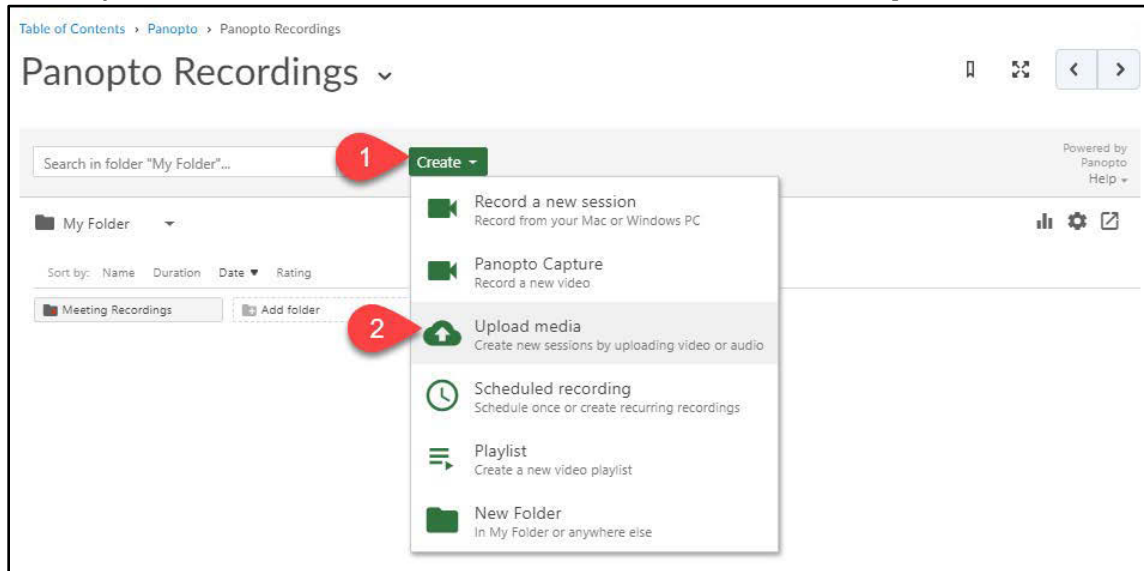 Table of Contents › Panopto › Panopto Recordings
Panopto Recordings
Search in folder "My Folder"...
1
Create
Powered by
Panopto
Help
Record a new session
Record from your Mac or Windows PC
My Folder
Panopto Capture
Record a new video
Sort by: Name Duration Date ▼ Rating
Meeting Recordings
Add folder
2
Upload media
Create new sessions by uploading video or audio
Scheduled recording
Schedule once or create recurring recordings
Playlist
Create a new video playlist
New Folder
In My Folder or anywhere else